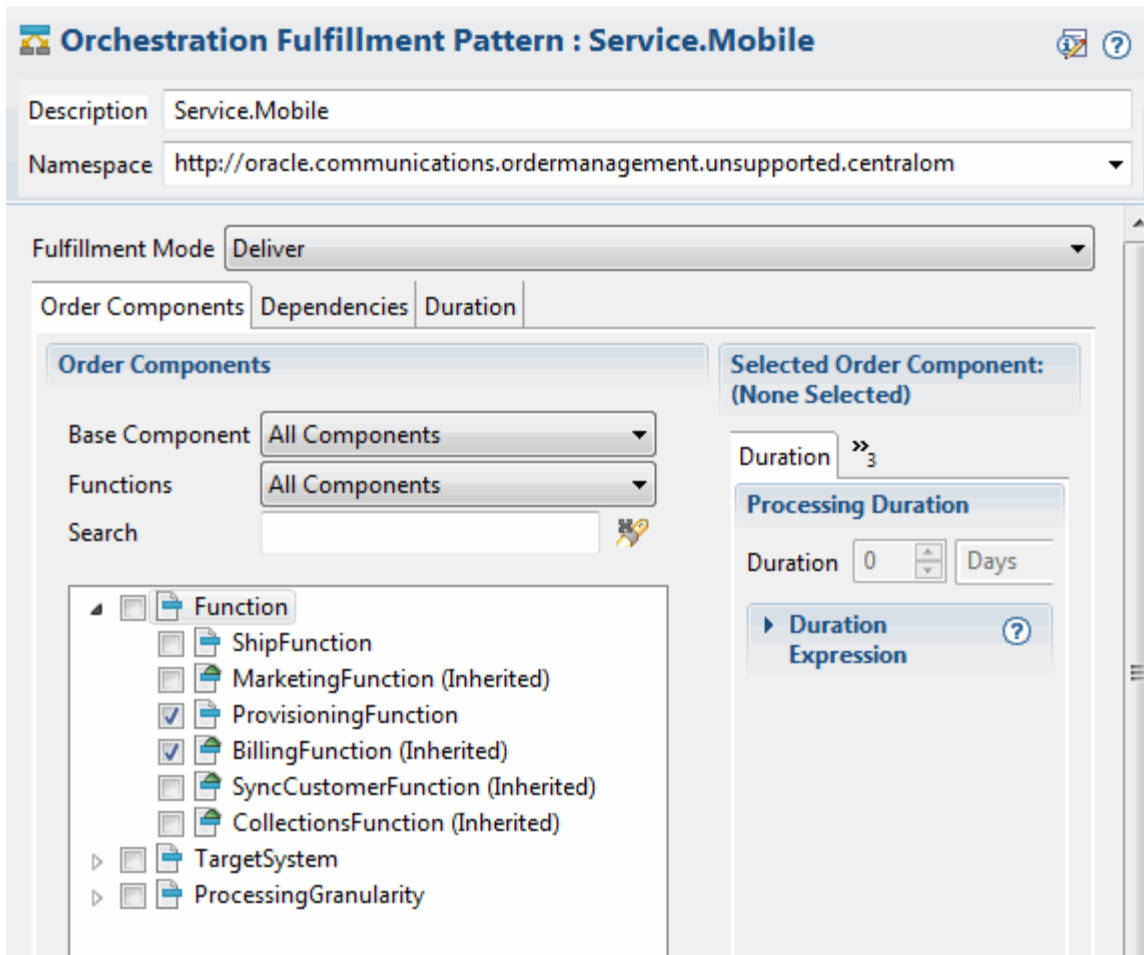 Orchestration Fulfillment Pattern : Service.Mobile
Description Service.Mobile
Namespace http://oracle.communications.ordermanagement.unsupported.centralom
Fulfillment Mode Deliver
Order Components Dependencies Duration
Order Components
Base Component All Components
Functions All Components
Search
Function
ShipFunction
MarketingFunction (Inherited)
ProvisioningFunction
BillingFunction (Inherited)
SyncCustomerFunction (Inherited)
CollectionsFunction (Inherited)
TargetSystem
ProcessingGranularity
Selected Order Component:
(None Selected)
Duration »3
Processing Duration
Duration 0 Days
Duration
Expression